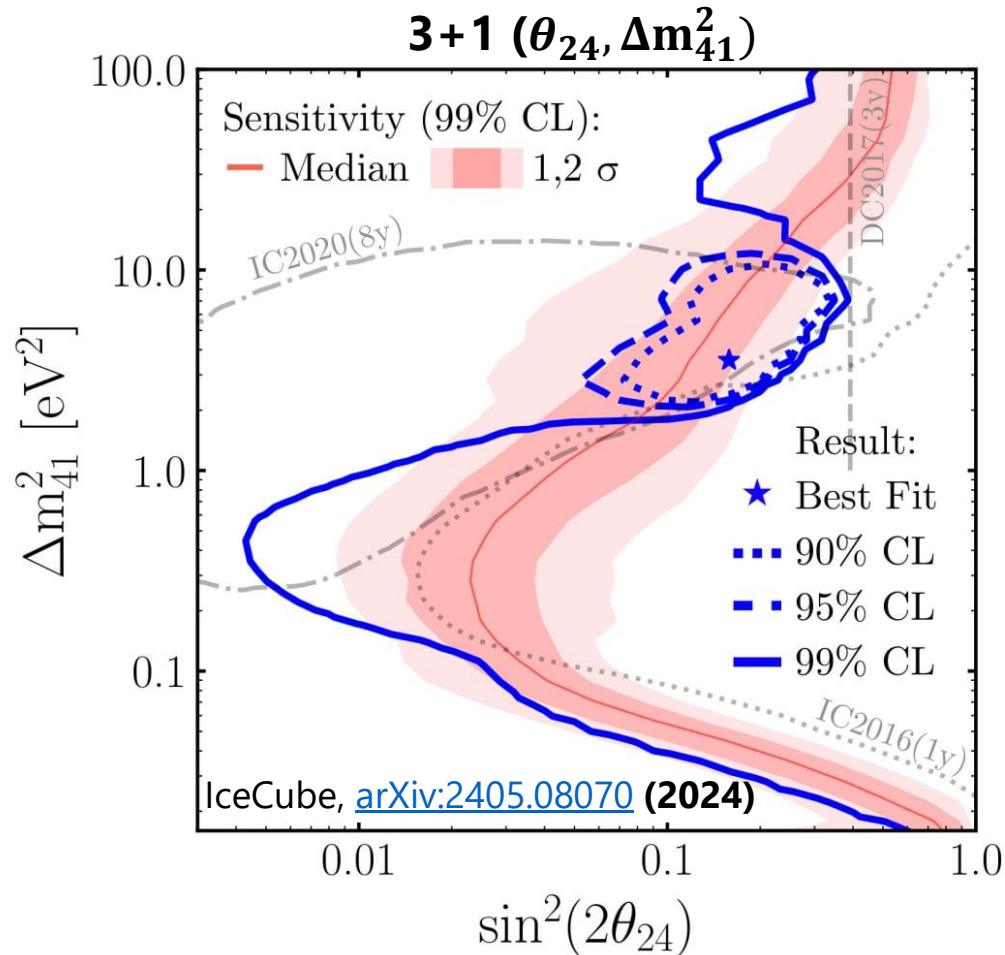 3+1 (θ₂₄, Δm²₄₁)
100.0
10.0
1.0
0.1
Δm²₄₁ [eV²]
Sensitivity (99% CL):
Median
1,2 σ
IC2020(8y)
DC2017(3y)
Result:
Best Fit
90% CL
95% CL
99% CL
IC2016(1y)
IceCube, arXiv:2405.08070 (2024)
0.01
0.1
1.0
sin²(2θ₂₄)